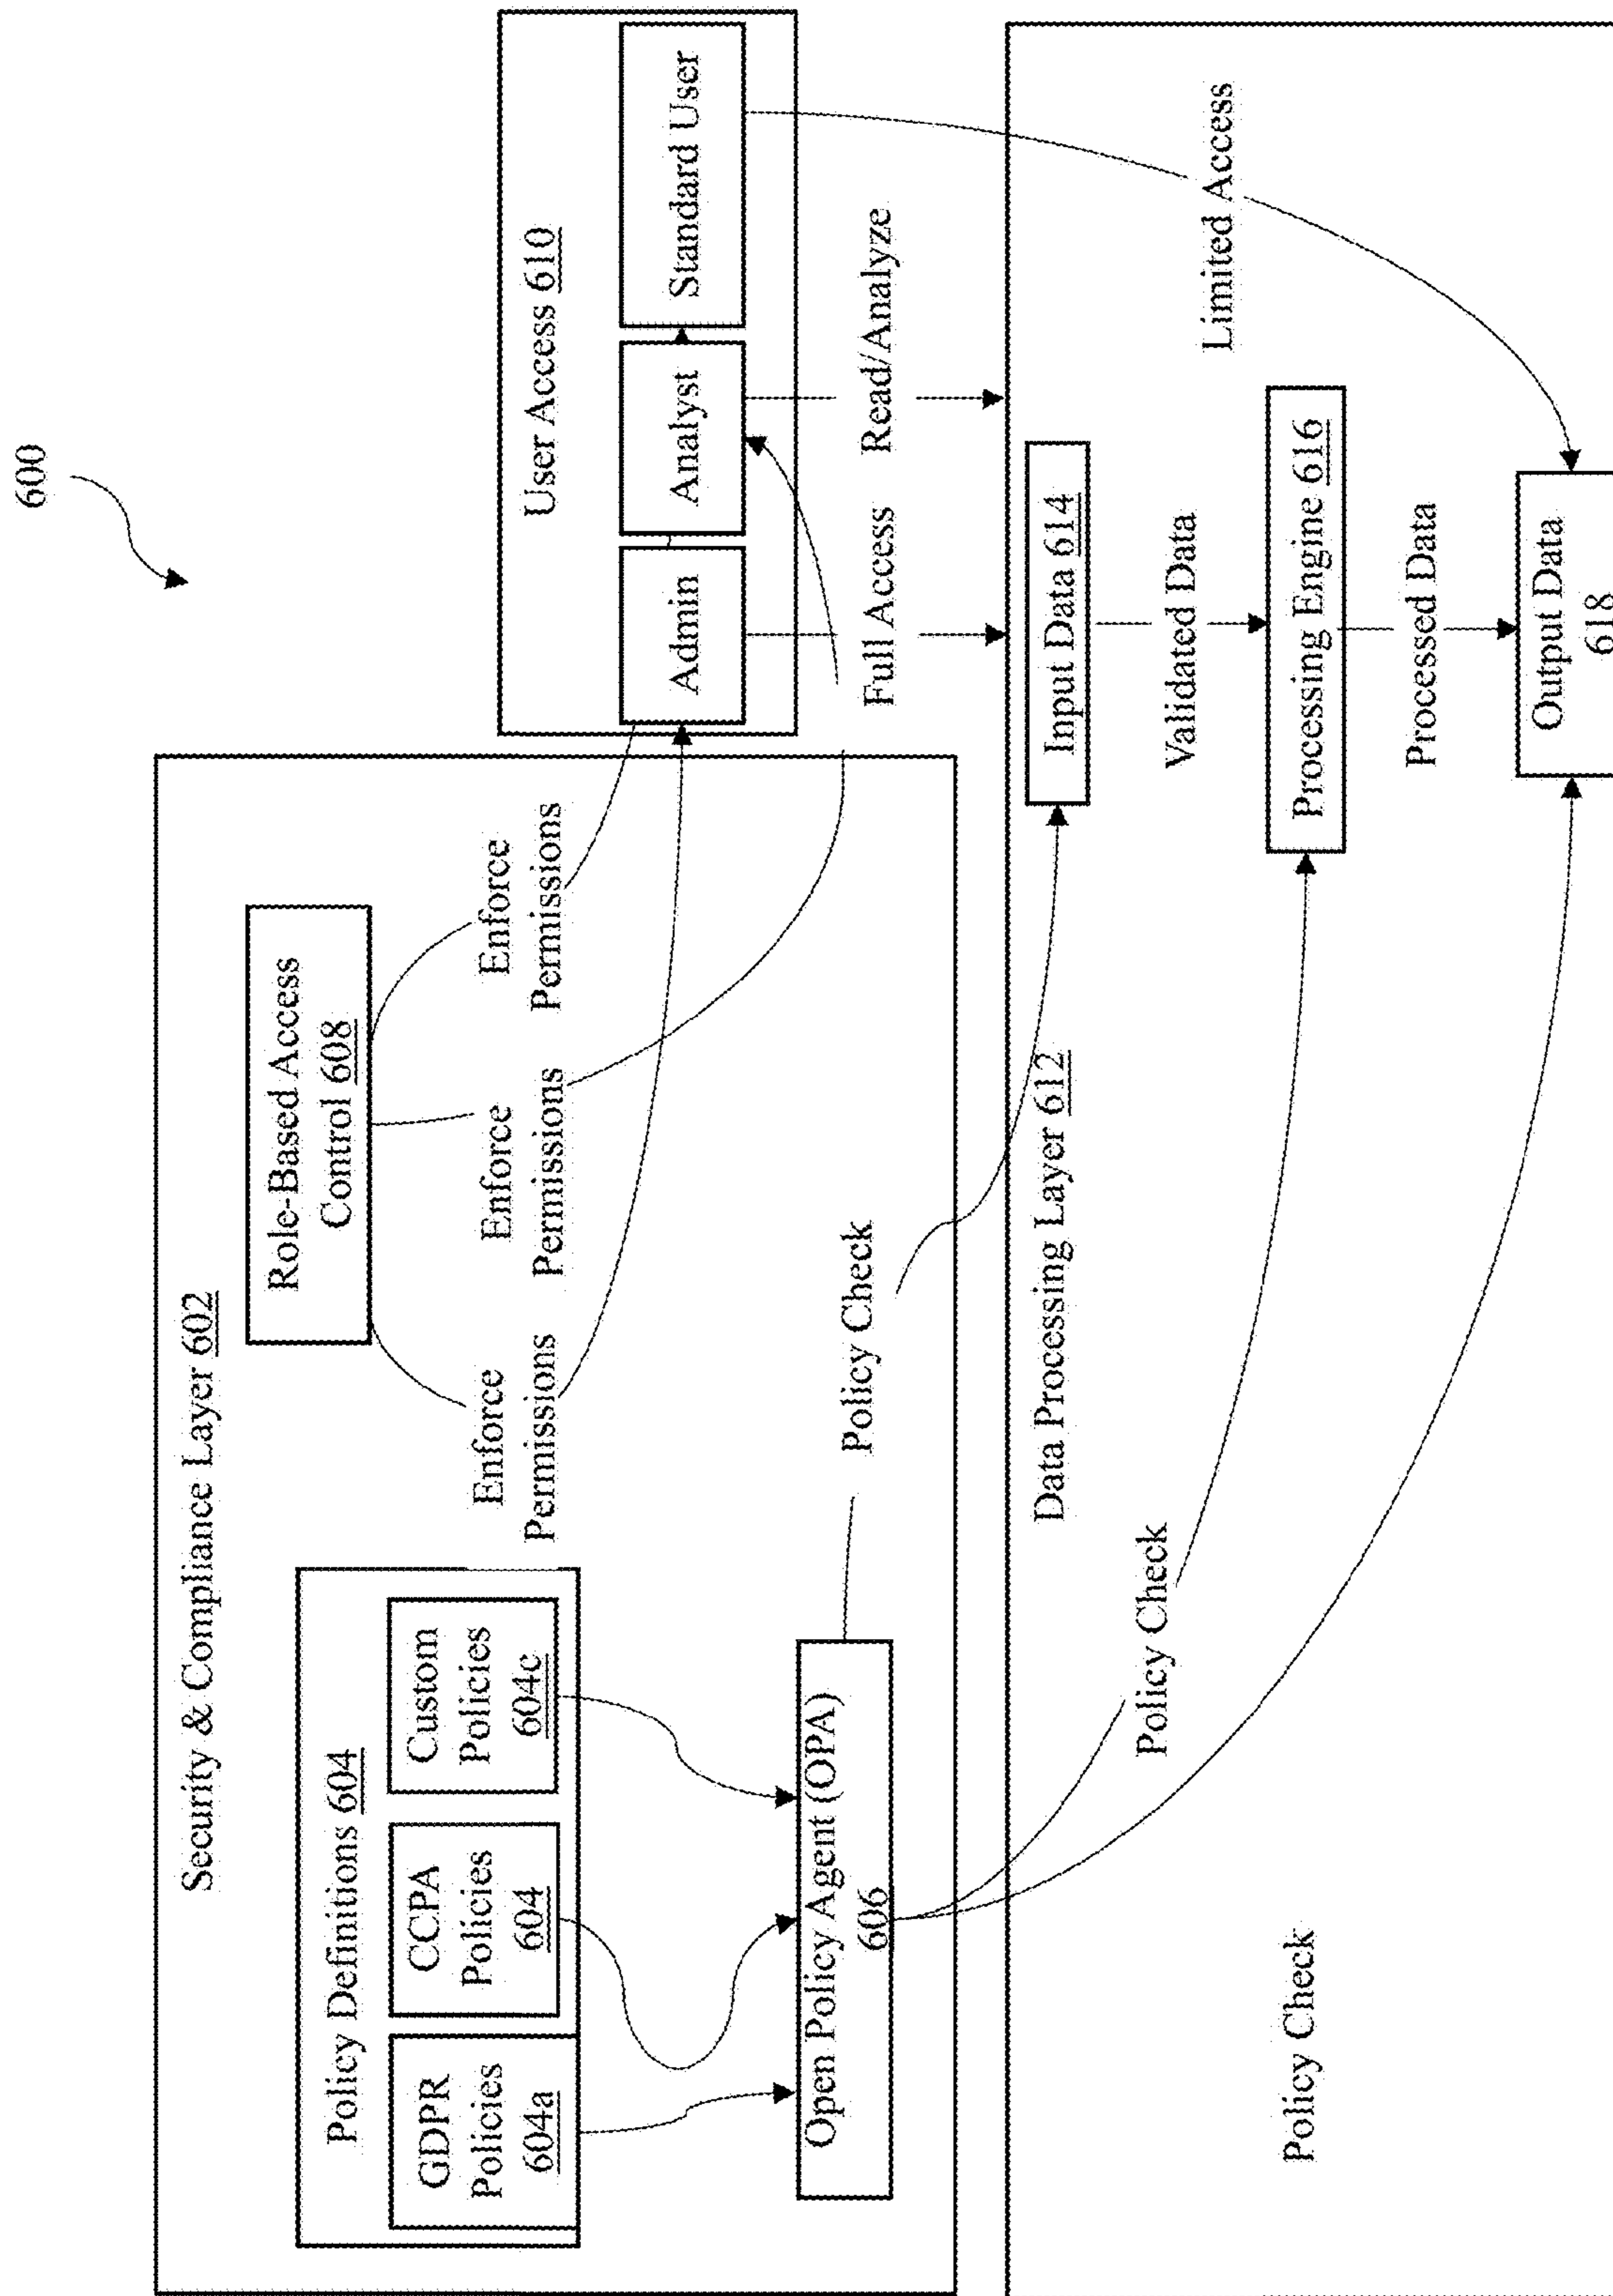 600
Security & Compliance Layer 602
Policy Definitions 604
GDPR
Policies
604a
CCPA
Policies
604
Custom
Policies
604c
Open Policy Agent (OPA)
606
Role-Based Access
Control 608
Enforce
Permissions
Enforce
Permissions
Enforce
Permissions
User Access 610
Admin
Analyst
Standard User
Full Access
Read/Analyze
Limited Access
Policy Check
Data Processing Layer 612
Policy Check
Policy Check
Input Data 614
Validated Data
Processing Engine 616
Processed Data
Output Data
618